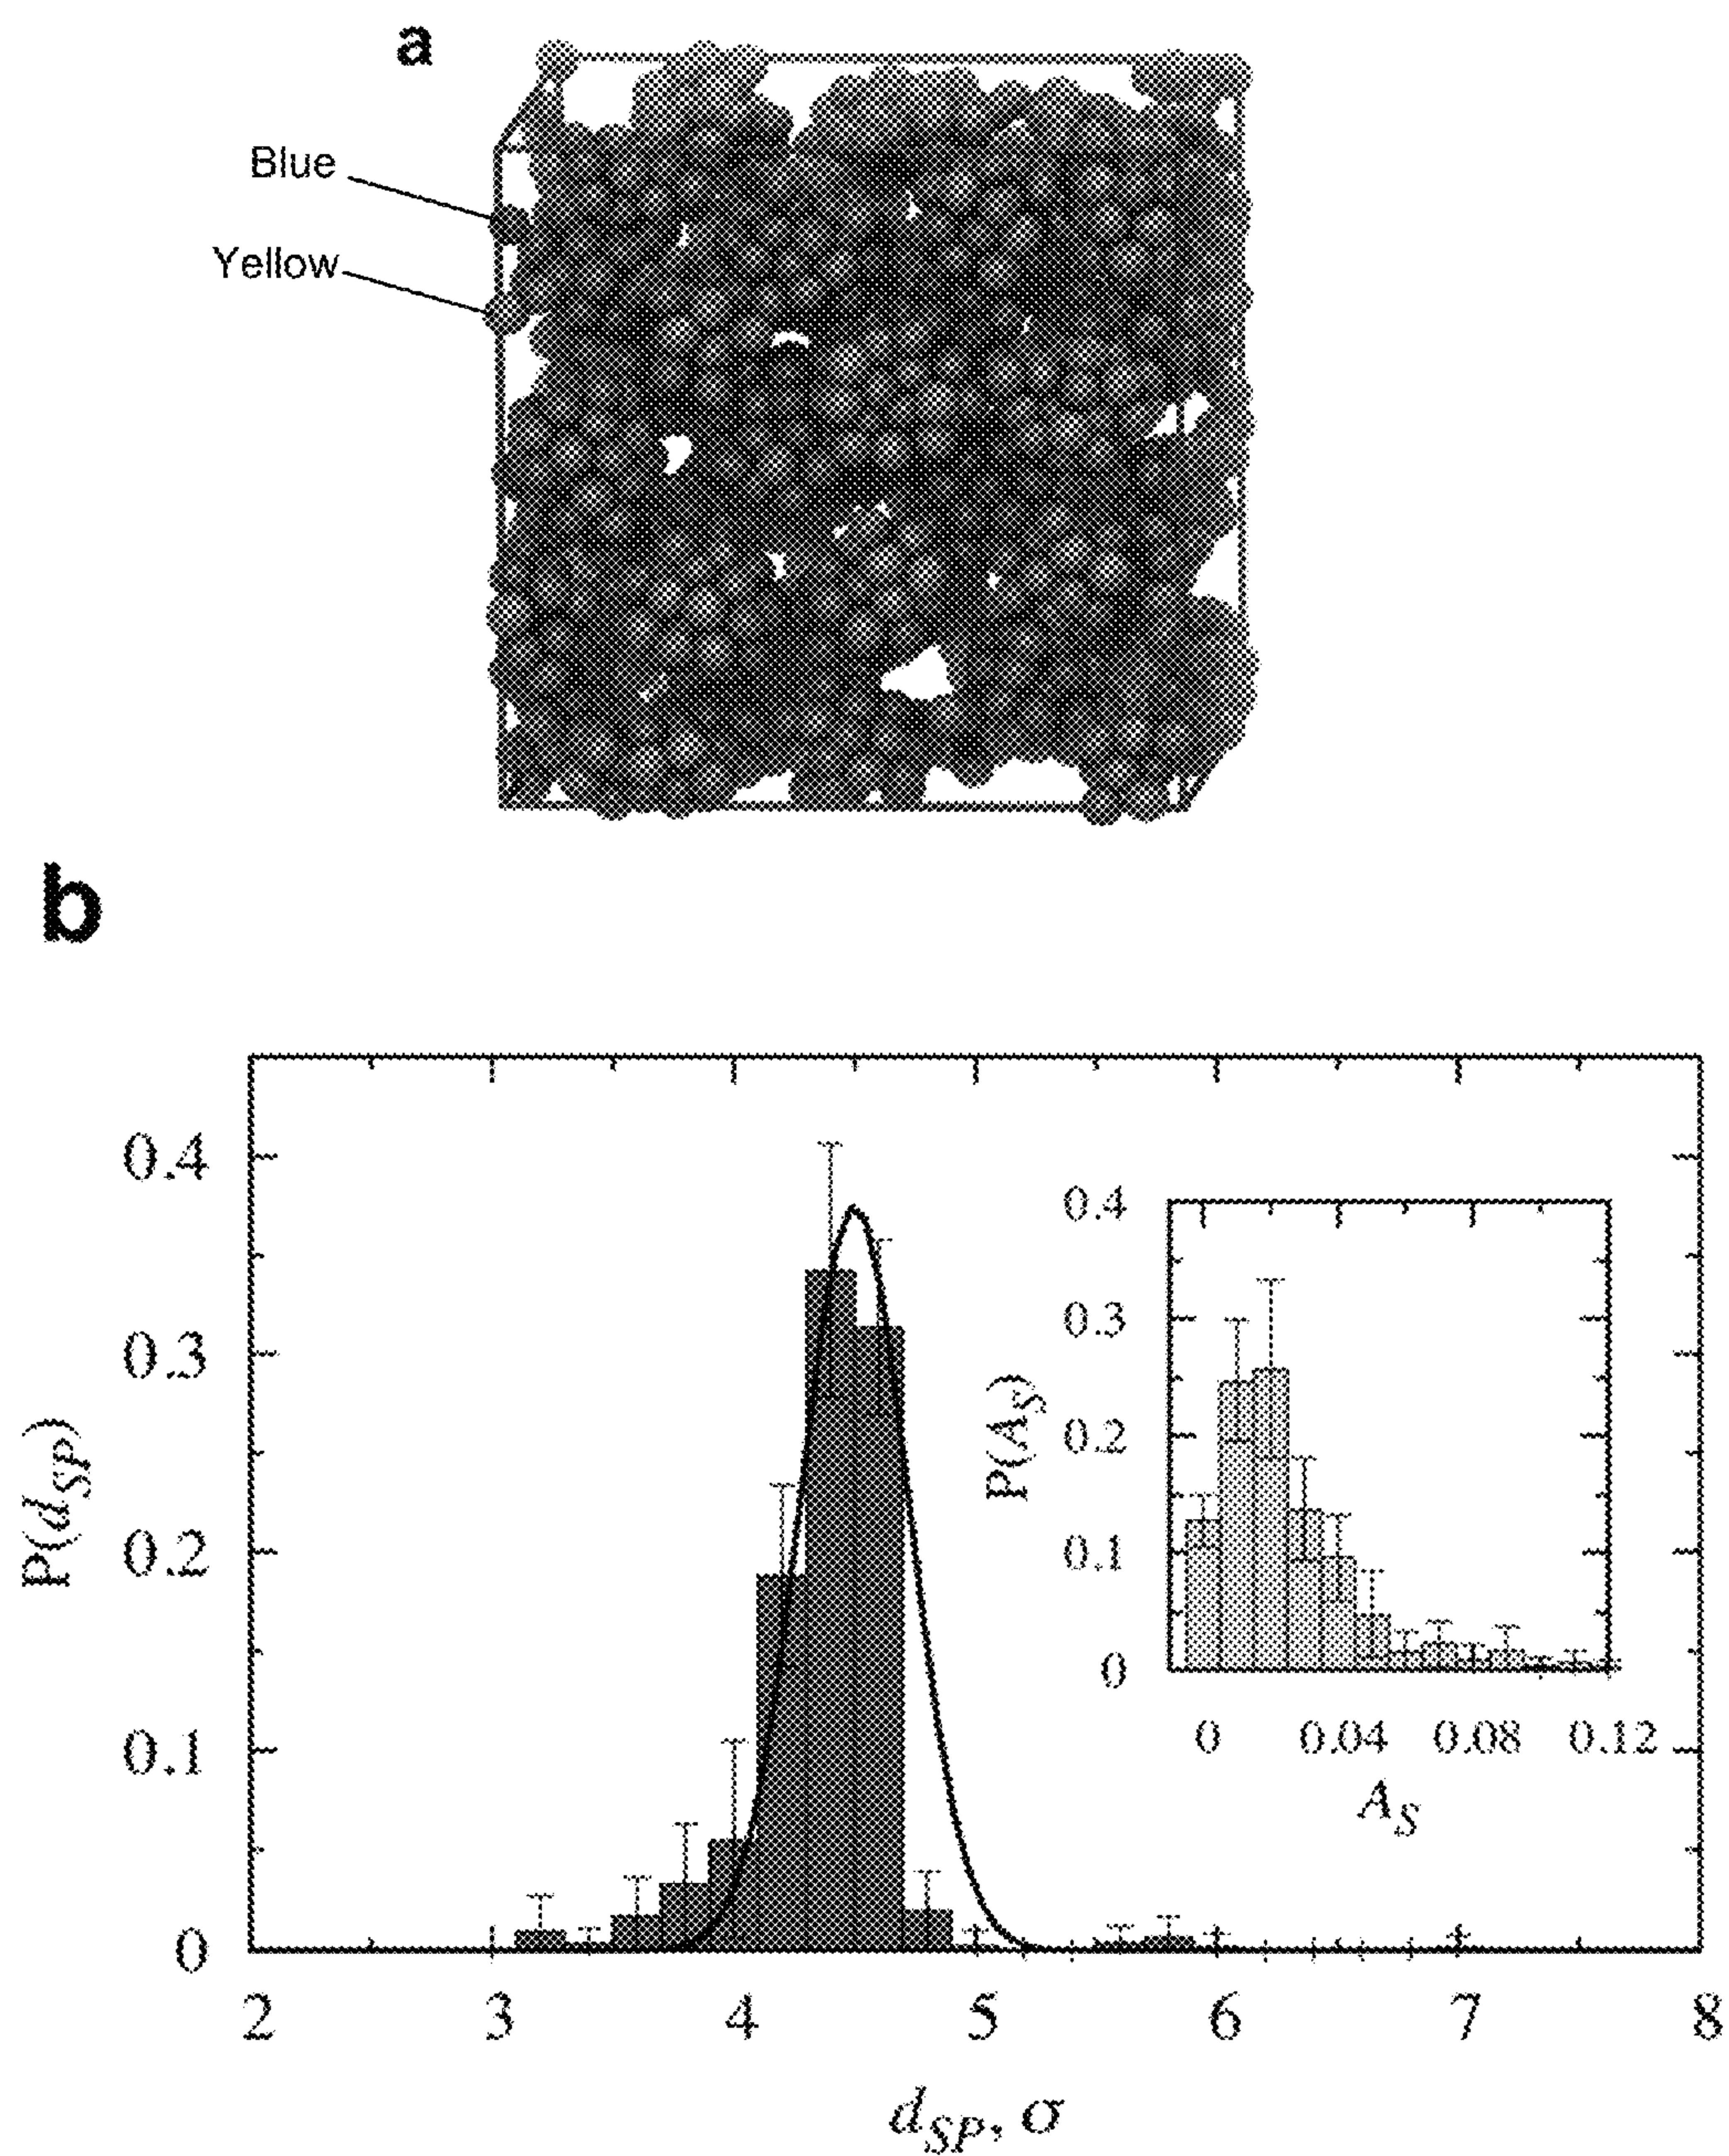 a
Blue
Yellow
b
P(d_SP)
0.4
0.3
0.2
0.1
0
2 3 4 5 6 7 8
d_SP, σ
P(A_S)
0.4
0.3
0.2
0.1
0
0 0.04 0.08 0.12
A_S